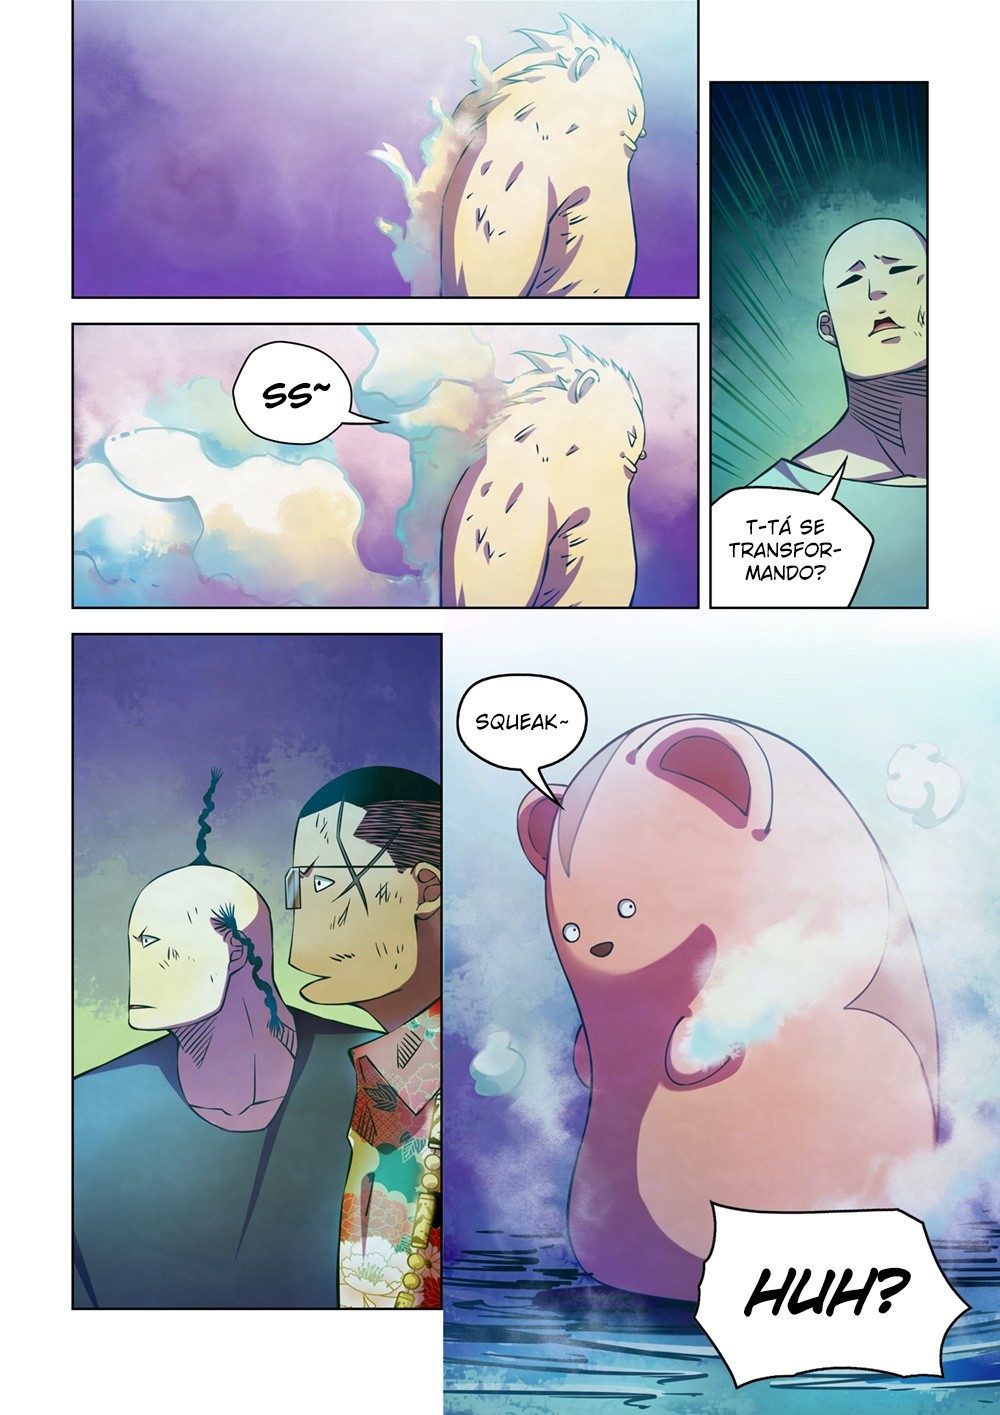 SS~
T-TÁ SE
TRANSFOR-
MANDO?
SQUEAK~
HUH?